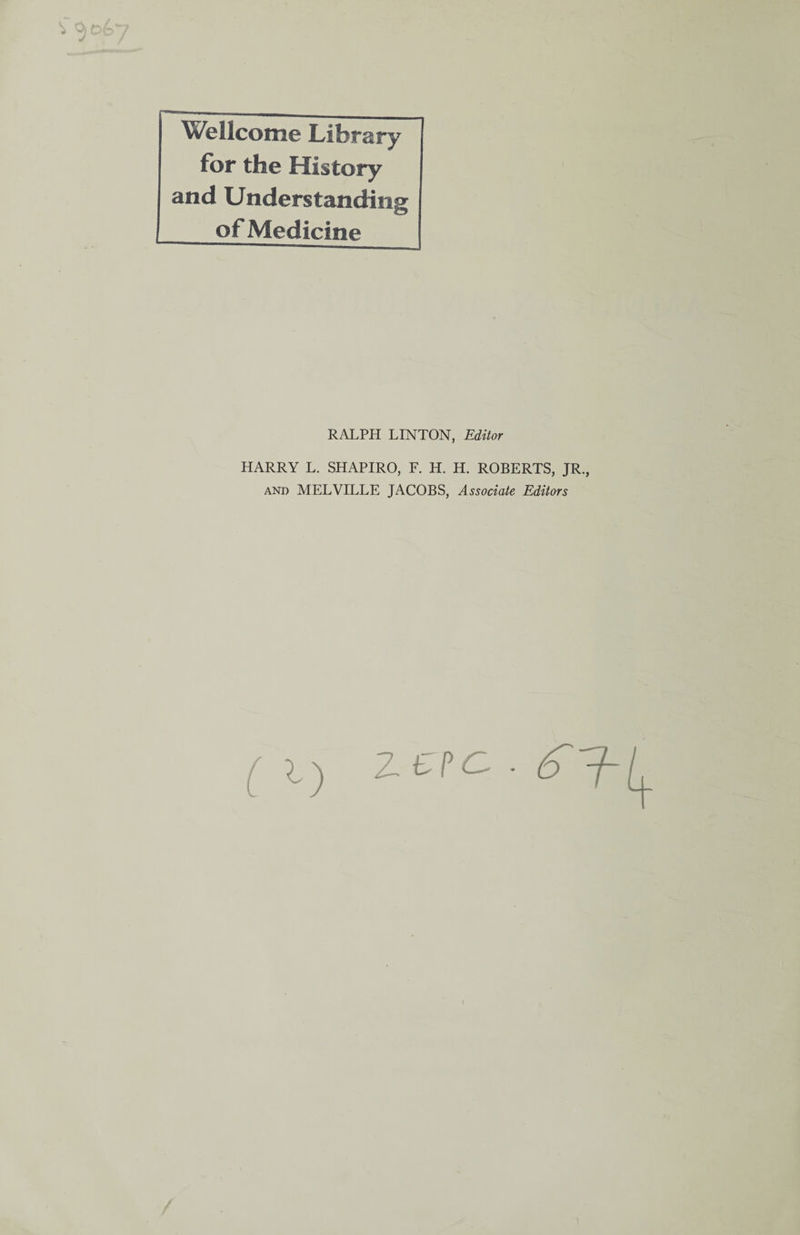 Wellcome Library
for the History
and Understanding
of Medicine
RALPH LINTON, Editor
HARRY L. SHAPIRO, F. H. H. ROBERTS, JR.,
AND MELVILLE JACOBS, Associate Editors
(2) ZEPC . 674